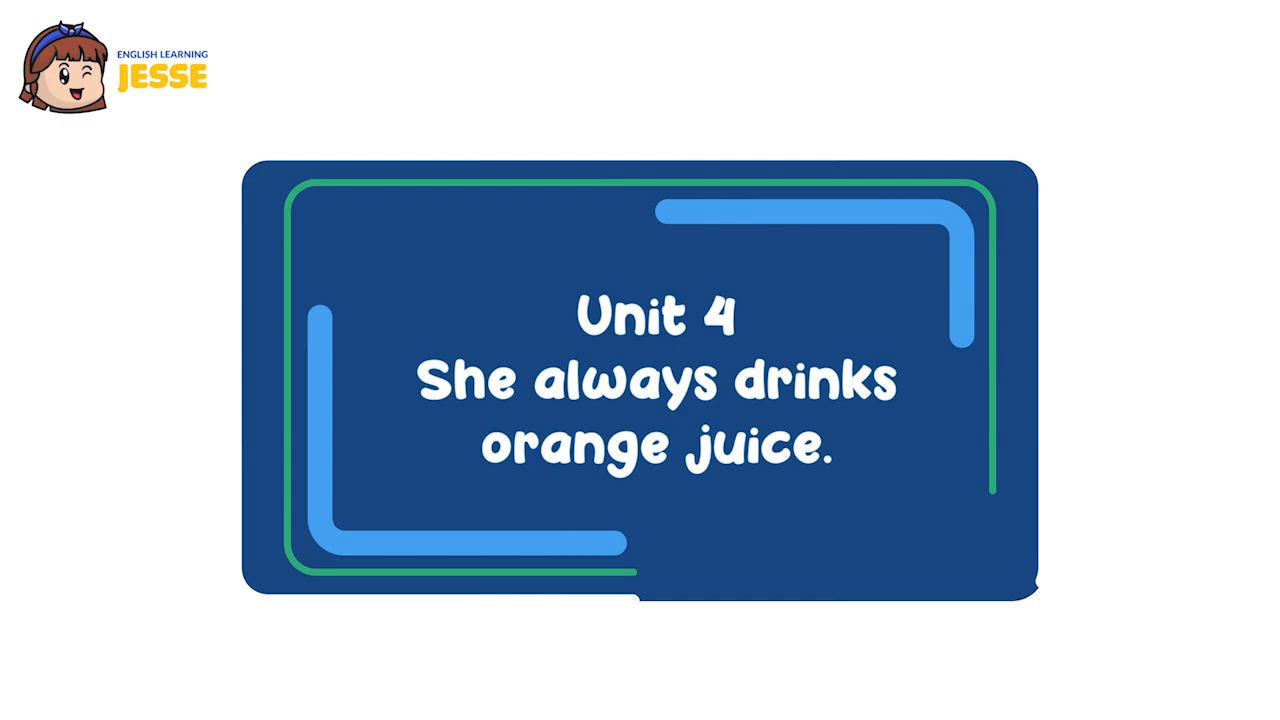 ENGLISH LEARNING
JESSE
Unit 4
She always drinks
orange juice.